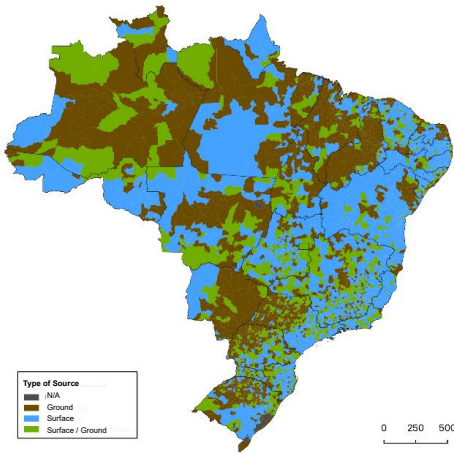 Type of Source
N/A
Ground
Surface
Surface / Ground
0 250 500